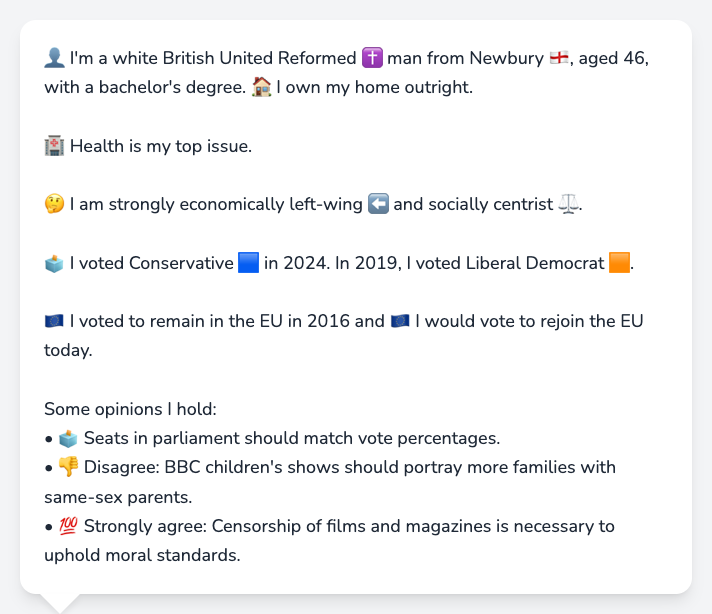 👤 I'm a white British United Reformed ✝️ man from Newbury 🏴󠁧󠁢󠁥󠁮󠁧󠁿, aged 46,
with a bachelor's degree. 🏠 I own my home outright.
🏥 Health is my top issue.
🤔 I am strongly economically left-wing ⬅️ and socially centrist ⚖️.
🗳️ I voted Conservative 🟦 in 2024. In 2019, I voted Liberal Democrat 🟧.
🇪🇺 I voted to remain in the EU in 2016 and 🇪🇺 I would vote to rejoin the EU
today.
Some opinions I hold:
• 🗳️ Seats in parliament should match vote percentages.
• 👎 Disagree: BBC children's shows should portray more families with
same-sex parents.
• 💯 Strongly agree: Censorship of films and magazines is necessary to
uphold moral standards.